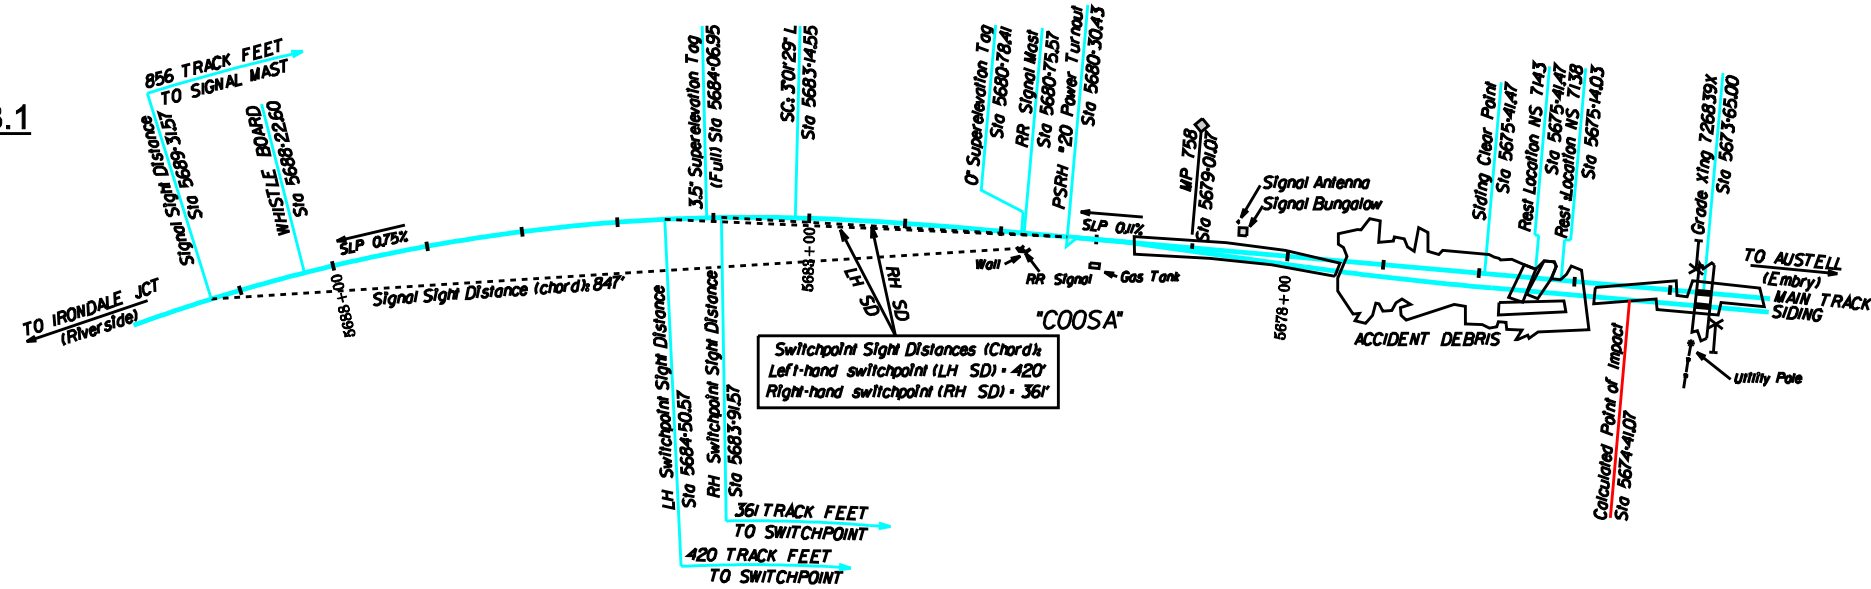 3.1
856 TRACK FEET
TO SIGNAL MAST
Signal Sight Distance
Sta 5689+31.57
WHISTLE BOARD
Sta 5688+22.60
TO IRONDALE JCT
(Riverside)
SLP 0.75%
5688+00
Signal Sight Distance (chord): 847'
3.5" Superelevation Tag
(Full) Sta 5684+06.95
SC: 3°01'29" L
Sta 5683+14.55
5683+00
LH SD
RH SD
LH Switchpoint Sight Distance
Sta 5684+50.57
RH Switchpoint Sight Distance
Sta 5683+91.57
361 TRACK FEET
TO SWITCHPOINT
420 TRACK FEET
TO SWITCHPOINT
Switchpoint Sight Distances (Chord):
Left-hand switchpoint (LH SD) = 420'
Right-hand switchpoint (RH SD) = 361'
0" Superelevation Tag
Sta 5680+78.41
RR Signal Mast
Sta 5680+75.57
PSRH #20 Power Turnout
Sta 5680+30.43
SLP 0.11%
Wall
RR Signal
Gas Tank
"COOSA"
MP 758
Sta 5679+01.07
Signal Antenna
Signal Bungalow
5678+00
ACCIDENT DEBRIS
Siding Clear Point
Sta 5675+41.47
Rest Location NS 7143
Sta 5675+41.47
Rest Location NS 7138
Sta 5675+14.03
Grade Xing 726839X
Sta 5673+65.00
TO AUSTELL
(Embry)
MAIN TRACK
SIDING
Utility Pole
Calculated Point of Impact
Sta 5674+41.07